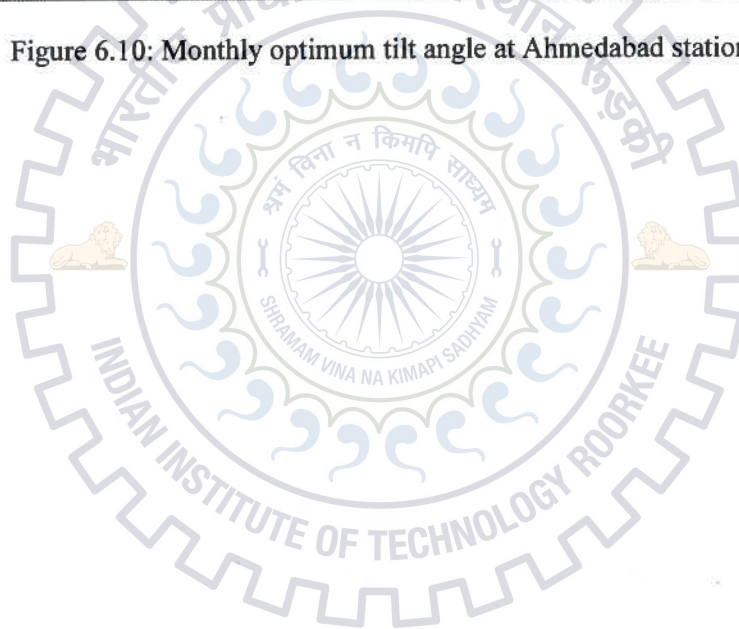 Figure 6.10: Monthly optimum tilt angle at Ahmedabad station
श्रमं विना न किमपि साध्यम्
SHRAMAM VINA NA KIMAPI SADHYAM
INDIAN INSTITUTE OF TECHNOLOGY ROORKEE